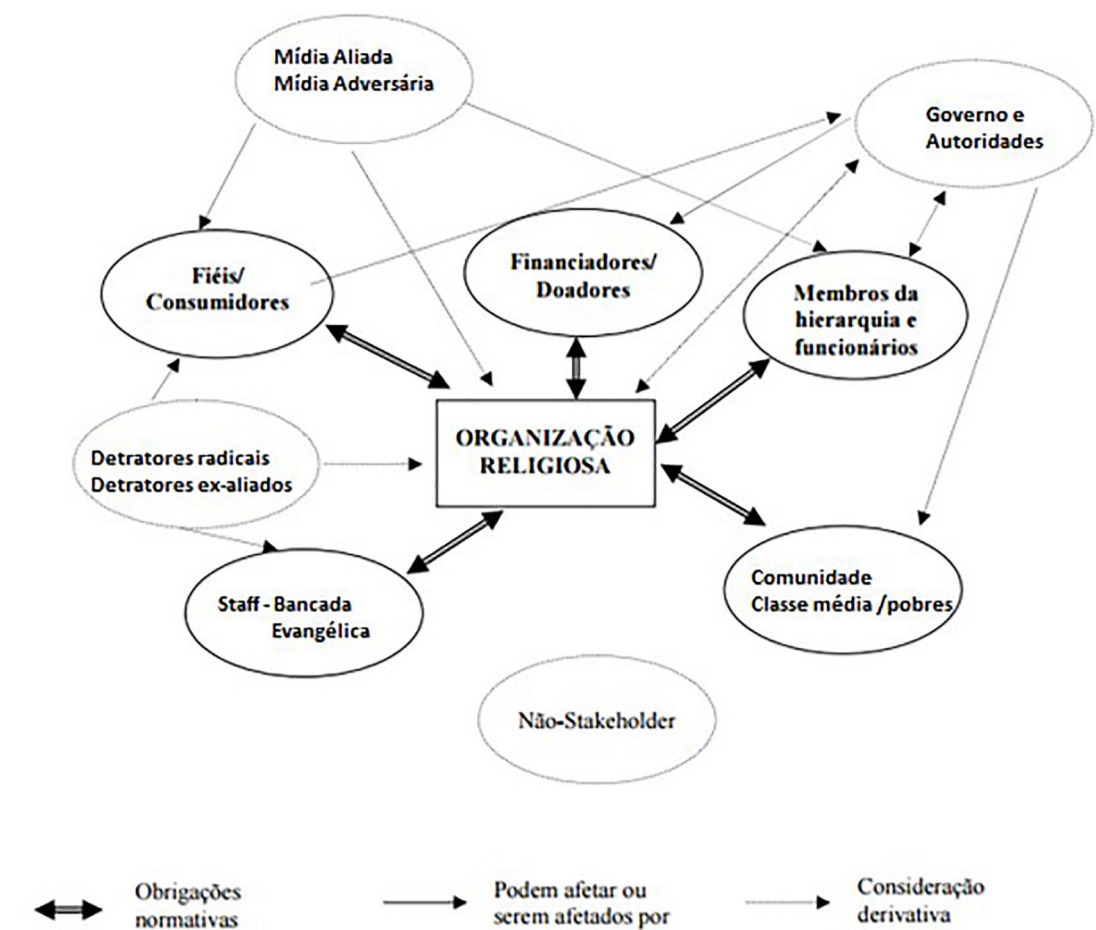 Mídia Aliada
Mídia Adversária
Governo e
Autoridades
Fiéis/
Consumidores
Financiadores/
Doadores
Membros da
hierarquia e
funcionários
ORGANIZAÇÃO
RELIGIOSA
Detratores radicais
Detratores ex-aliados
Staff - Bancada
Evangélica
Comunidade
Classe média /pobres
Não-Stakeholder
Obrigações
normativas
Podem afetar ou
serem afetados por
Consideração
derivativa